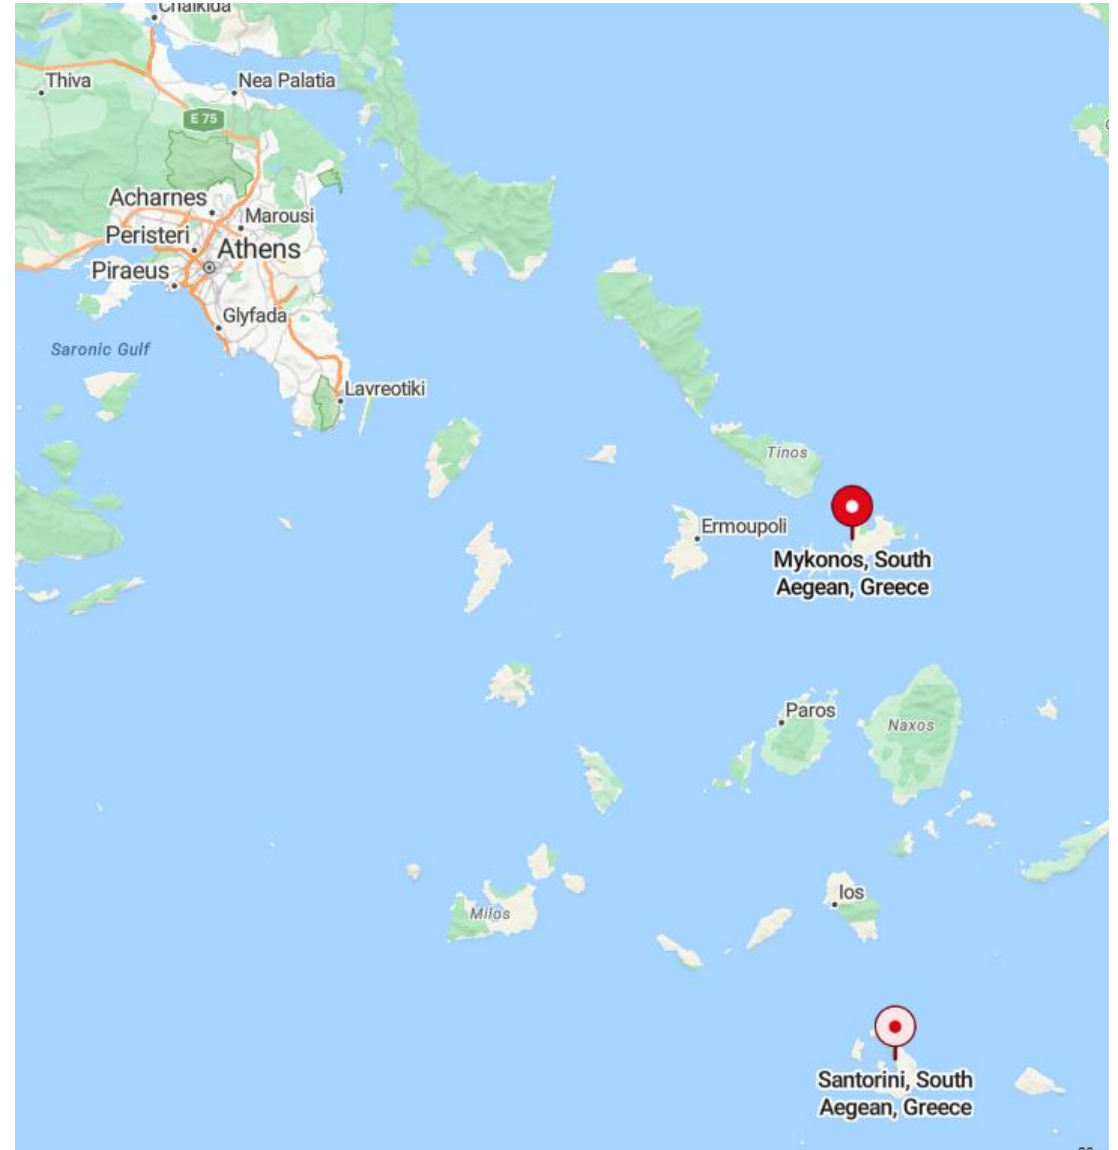 Chalkida
Thiva
Nea Palatia
E 75
Acharnes
Marousi
Peristeri
Athens
Piraeus
Glyfada
Saronic Gulf
Lavreotiki
Tinos
Ermoupoli
Mykonos, South
Aegean, Greece
Paros
Naxos
Ios
Milos
Santorini, South
Aegean, Greece